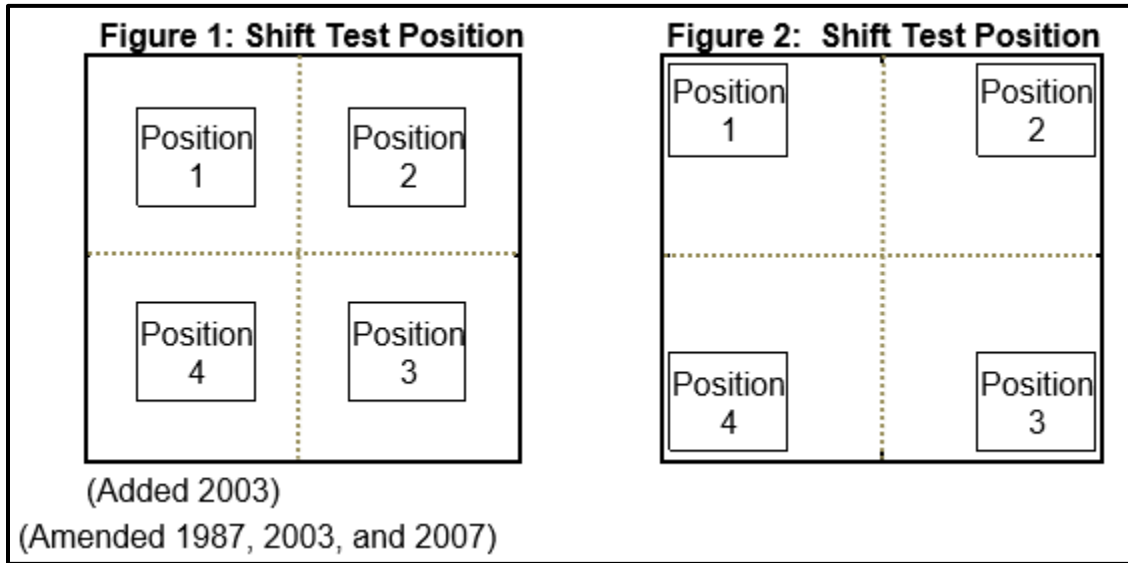 Figure 1: Shift Test Position
Position
1
Position
2
Position
4
Position
3
(Added 2003)
(Amended 1987, 2003, and 2007)
Figure 2:  Shift Test Position
Position
1
Position
2
Position
4
Position
3